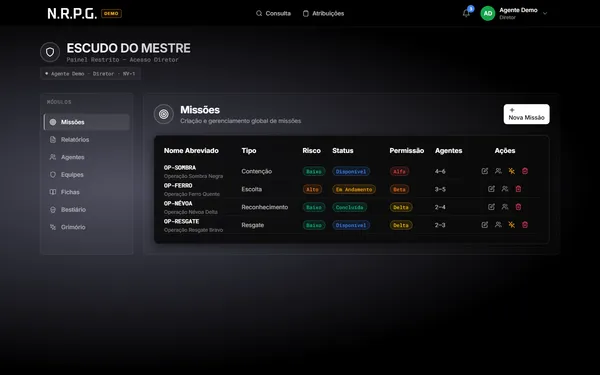 N.R.P.G. DEMO
Consulta
Atribuições
3
AD
Agente Demo
Diretor
ESCUDO DO MESTRE
Painel Restrito — Acesso Diretor
Agente Demo · Diretor · NV-1
MÓDULOS
Missões
Relatórios
Agentes
Equipes
Fichas
Bestiário
Grimório
Missões
Criação e gerenciamento global de missões
+
Nova Missão
Nome Abreviado Tipo Risco Status Permissão Agentes Ações
OP-SOMBRA
Operação Sombra Negra
Contenção Baixo Disponível Alfa 4–6
OP-FERRO
Operação Ferro Quente
Escolta Alto Em Andamento Beta 3–5
OP-NÉVOA
Operação Névoa Delta
Reconhecimento Baixo Concluída Delta 2–4
OP-RESGATE
Operação Resgate Bravo
Resgate Baixo Disponível Delta 2–3